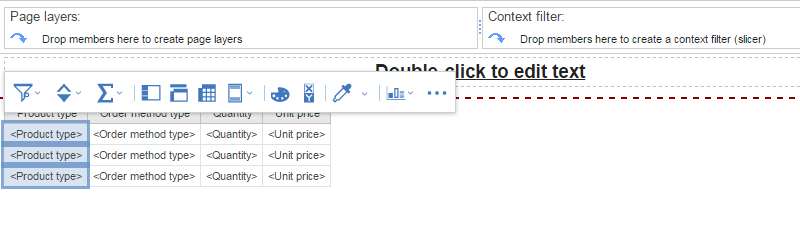 Page layers:
Context filter:
Drop members here to create page layers
Drop members here to create a context filter (slicer)
Double-click to edit text
Product type Order method type Quantity Unit price
<Product type> <Order method type> <Quantity> <Unit price>
<Product type> <Order method type> <Quantity> <Unit price>
<Product type> <Order method type> <Quantity> <Unit price>